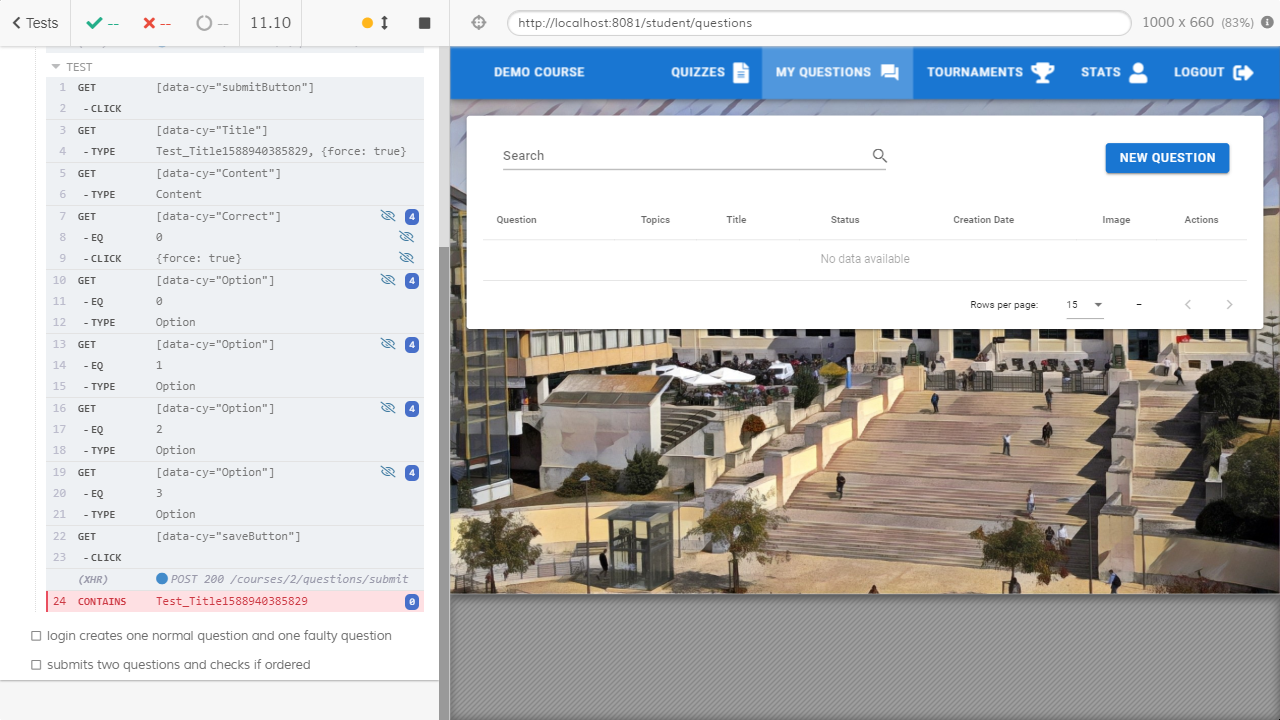 Tests -- -- -- 11.10
http://localhost:8081/student/questions 1000 x 660 (83%)
TEST
1 GET [data-cy="submitButton"]
2 - CLICK
3 GET [data-cy="Title"]
4 - TYPE Test_Title1588940385829, {force: true}
5 GET [data-cy="Content"]
6 - TYPE Content
7 GET [data-cy="Correct"] 4
8 - EQ 0
9 - CLICK {force: true}
10 GET [data-cy="Option"] 4
11 - EQ 0
12 - TYPE Option
13 GET [data-cy="Option"] 4
14 - EQ 1
15 - TYPE Option
16 GET [data-cy="Option"] 4
17 - EQ 2
18 - TYPE Option
19 GET [data-cy="Option"] 4
20 - EQ 3
21 - TYPE Option
22 GET [data-cy="saveButton"]
23 - CLICK
(XHR) POST 200 /courses/2/questions/submit
24 CONTAINS Test_Title1588940385829 0
login creates one normal question and one faulty question
submits two questions and checks if ordered
DEMO COURSE QUIZZES MY QUESTIONS TOURNAMENTS STATS LOGOUT
Search NEW QUESTION
Question Topics Title Status Creation Date Image Actions
No data available
Rows per page: 15 –